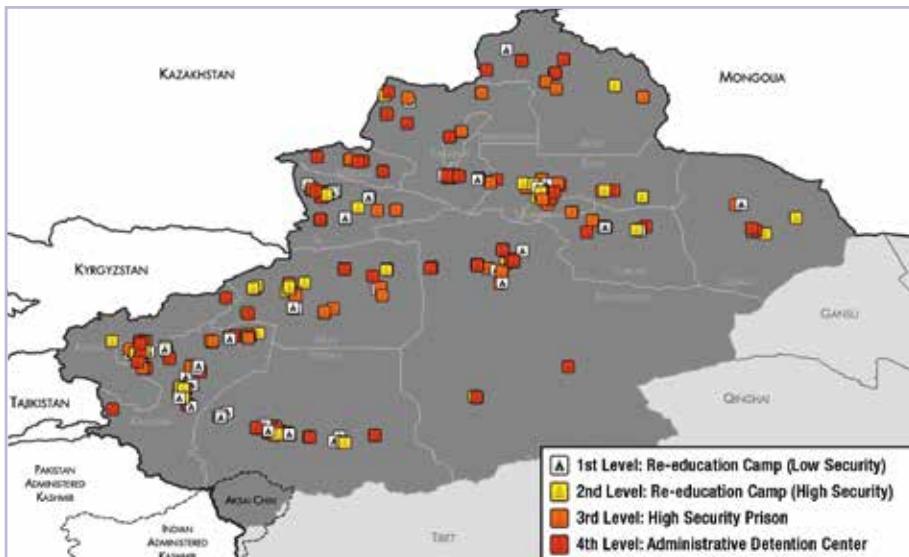 KAZAKHSTAN
MONGOLIA
KYRGYZSTAN
GANSU
TAJIKISTAN
QINGHAI
PAKISTAN
ADMINISTERED
KASHMIR
AKSAI CHIN
INDIAN
ADMINISTERED
KASHMIR
TIBET
1st Level: Re-education Camp (Low Security)
2nd Level: Re-education Camp (High Security)
3rd Level: High Security Prison
4th Level: Administrative Detention Center